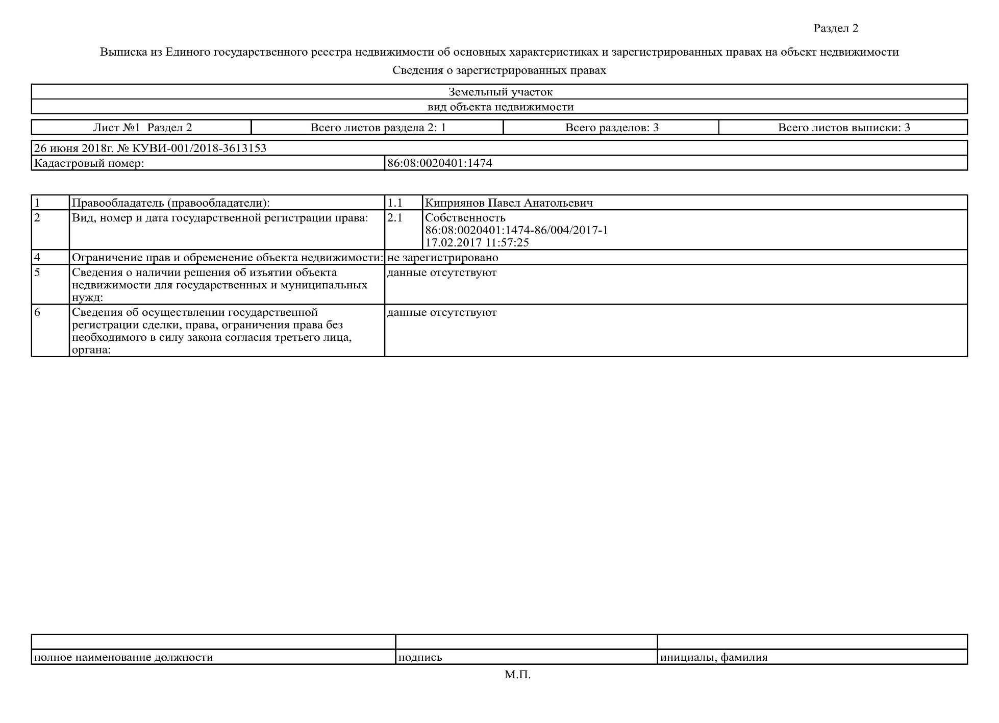 Раздел 2
Выписка из Единого государственного реестра недвижимости об основных характеристиках и зарегистрированных правах на объект недвижимости
Сведения о зарегистрированных правах
Земельный участок
вид объекта недвижимости
Лист №1 Раздел 2 Всего листов раздела 2: 1 Всего разделов: 3 Всего листов выписки: 3
26 июня 2018г. № КУВИ-001/2018-3613153
Кадастровый номер: 86:08:0020401:1474
1 Правообладатель (правообладатели): 1.1 Киприянов Павел Анатольевич
2 Вид, номер и дата государственной регистрации права: 2.1 Собственность
86:08:0020401:1474-86/004/2017-1
17.02.2017 11:57:25
4 Ограничение прав и обременение объекта недвижимости: не зарегистрировано
5 Сведения о наличии решения об изъятии объекта данные отсутствуют
недвижимости для государственных и муниципальных
нужд:
6 Сведения об осуществлении государственной данные отсутствуют
регистрации сделки, права, ограничения права без
необходимого в силу закона согласия третьего лица,
органа:
полное наименование должности подпись инициалы, фамилия
М.П.